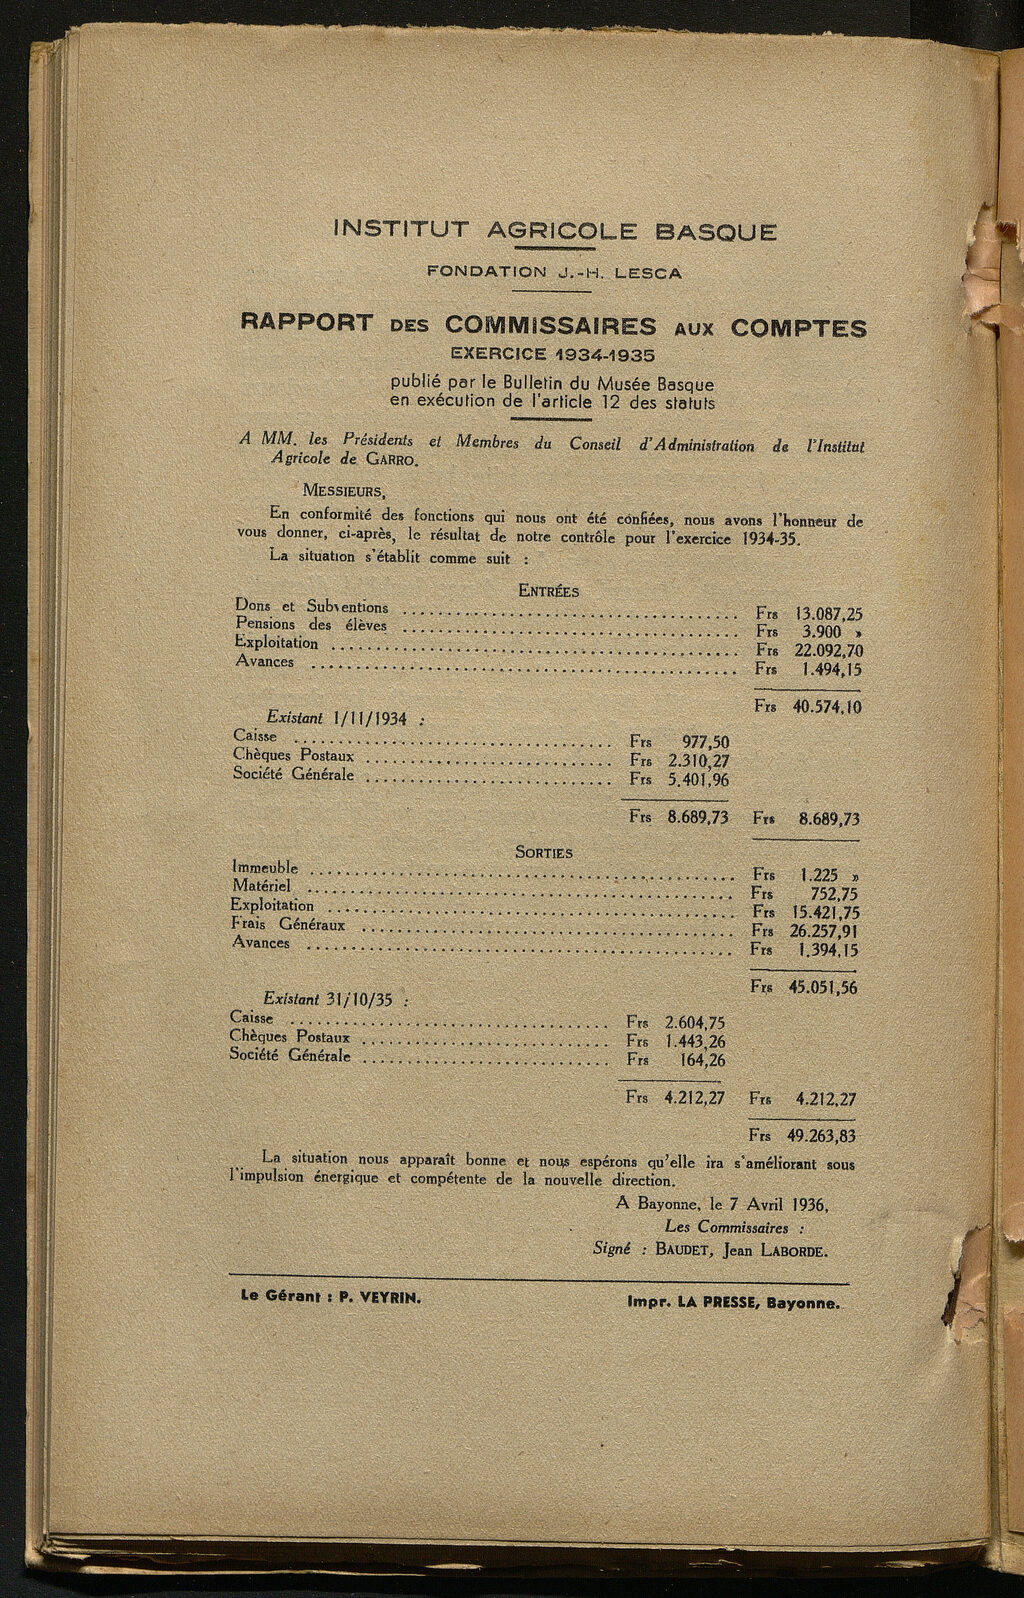 INSTITUT AGRICOLE BASQUE
FONDATION J.-H. LESCA
RAPPORT DES COMMISSAIRES AUX COMPTES
EXERCICE 1934-1935
publié par le Bulletin du Musée Basque
en exécution de l'article 12 des statuts
A MM. les Présidents et Membres du Conseil d'Administration de l'Institut
Agricole de GARRO.
MESSIEURS,
En conformité des fonctions qui nous ont été confiées, nous avons l'honneur de
vous donner, ci-après, le résultat de notre contrôle pour l'exercice 1934-35.
La situation s'établit comme suit :
ENTRÉES
Dons et Subventions ........ Frs 13.087,25
Pensions des élèves ........ Frs 3.900 »
Exploitation ........ Frs 22.092,70
Avances ........ Frs 1.494,15
Frs 40.574,10
Existant 1/11/1934 :
Caisse ........ Frs 977,50
Chèques Postaux ........ Frs 2.310,27
Société Générale ........ Frs 5.401,96
Frs 8.689,73 Frs 8.689,73
SORTIES
Immeuble ........ Frs 1.225 »
Matériel ........ Frs 752,75
Exploitation ........ Frs 15.421,75
Frais Généraux ........ Frs 26.257,91
Avances ........ Frs 1.394,15
Frs 45.051,56
Existant 31/10/35 :
Caisse ........ Frs 2.604,75
Chèques Postaux ........ Frs 1.443,26
Société Générale ........ Frs 164,26
Frs 4.212,27 Frs 4.212,27
Frs 49.263,83
La situation nous apparaît bonne et nous espérons qu'elle ira s'améliorant sous
l'impulsion énergique et compétente de la nouvelle direction.
A Bayonne, le 7 Avril 1936,
Les Commissaires :
Signé : BAUDET, Jean LABORDE.
Le Gérant : P. VEYRIN.
Impr. LA PRESSE, Bayonne.